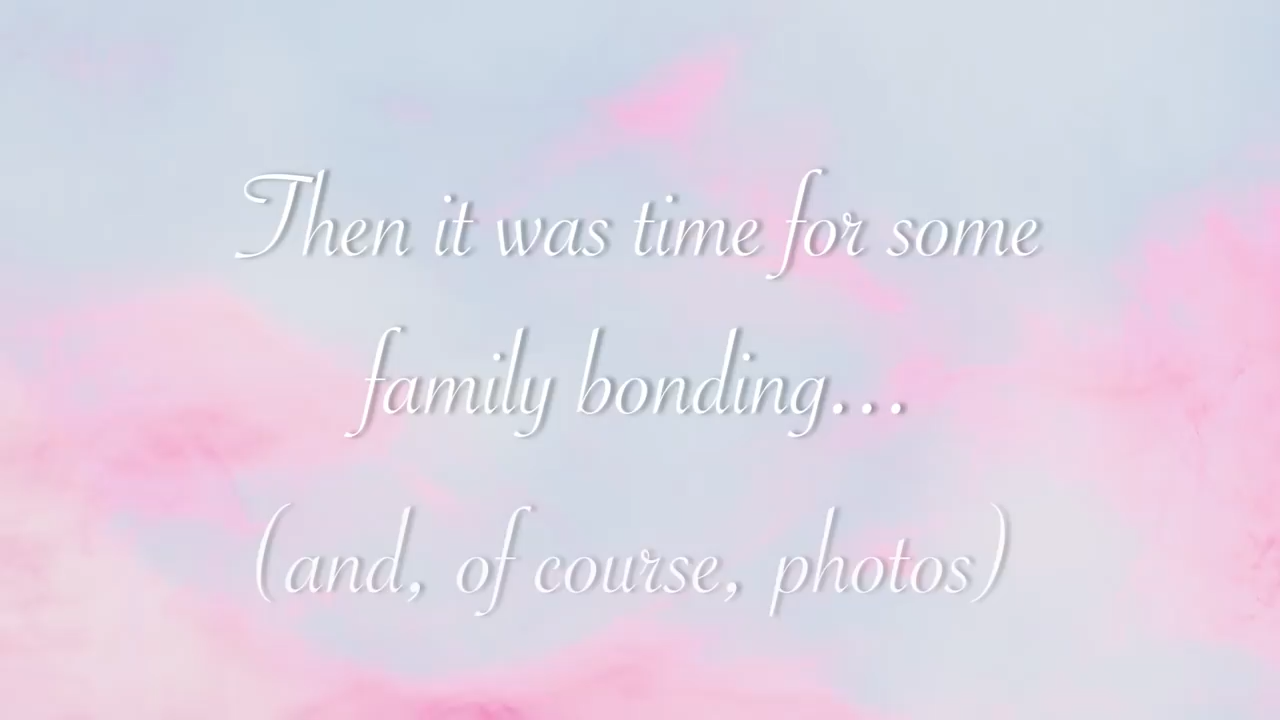 Then it was time for some
family bonding...
(and, of course, photos)